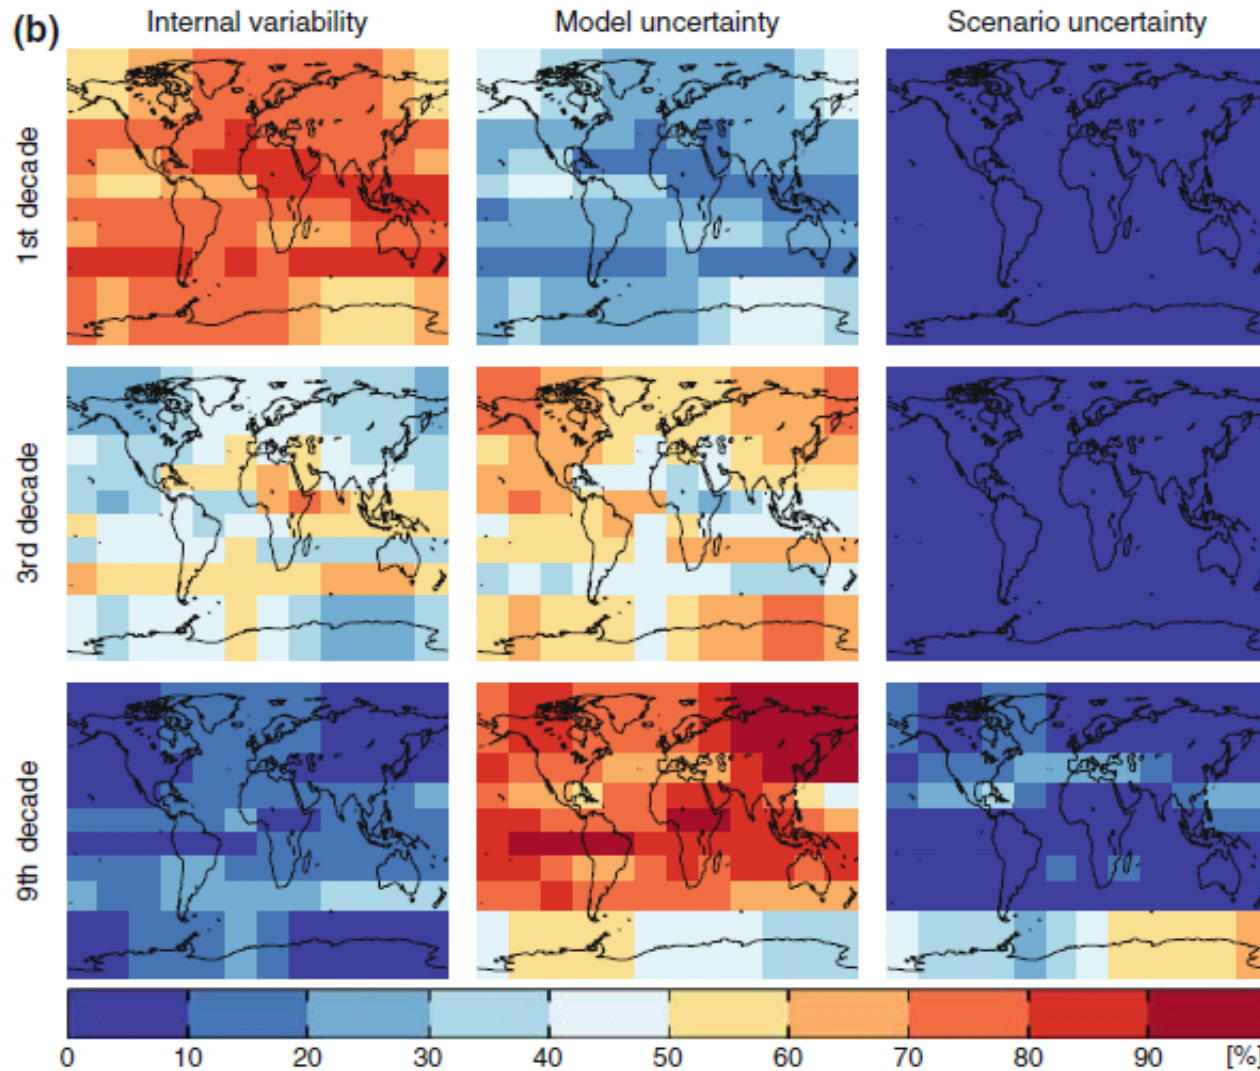 (b)
Internal variability Model uncertainty Scenario uncertainty
1st decade
3rd decade
9th decade
0 10 20 30 40 50 60 70 80 90 [%]